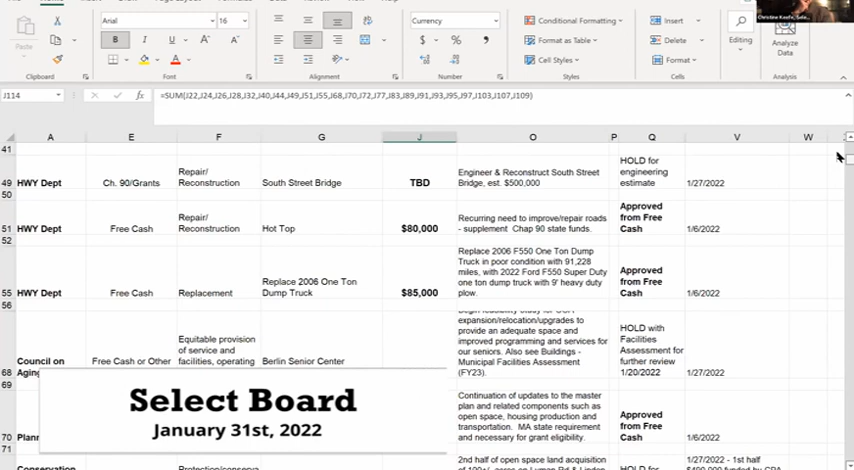 Arial
16
B
I
U
Clipboard
Font
Alignment
Currency
$
%
Number
Conditional Formatting
Format as Table
Cell Styles
Styles
Insert
Delete
Format
Cells
Editing
Analyze
Data
Analysis
Paste
J114
fx
=SUM(J22,J24,J26,J28,J32,J40,J44,J49,J51,J55,J68,J70,J72,J77,J83,J89,J91,J93,J95,J97,J103,J107,J109)
A E F G J O P Q V W
41
49 HWY Dept Ch. 90/Grants
Repair/
Reconstruction
South Street Bridge
TBD
Engineer & Reconstruct South Street
Bridge, est. $500,000
HOLD for
engineering
estimate
1/27/2022
50
51 HWY Dept Free Cash
Repair/
Reconstruction
Hot Top
$80,000
Recurring need to improve/repair roads
- supplement Chap 90 state funds.
Approved
from Free
Cash
1/6/2022
52
55 HWY Dept Free Cash Replacement
Replace 2006 One Ton
Dump Truck
$85,000
Replace 2006 F550 One Ton Dump
Truck in poor condition with 91,228
miles, with 2022 Ford F550 Super Duty
one ton dump truck with 9' heavy duty
plow.
Approved
from Free
Cash
1/6/2022
56
68
Council on
Aging
Free Cash or Other
Equitable provision
of service and
facilities, operating
Berlin Senior Center
expansion/relocation/upgrades to
provide an adequate space and
improved programming and services for
our seniors. Also see Buildings -
Municipal Facilities Assessment
(FY23).
HOLD with
Facilities
Assessment for
further review
1/20/2022
1/27/2022
69
70
Continuation of updates to the master
plan and related components such as
open space, housing production and
transportation. MA state requirement
and necessary for grant eligibility.
Approved
from Free
Cash
1/6/2022
71
Conservation
Protection/conserva
2nd half of open space land acquisition
HOLD for
1/27/2022 - 1st half
Select Board
January 31st, 2022